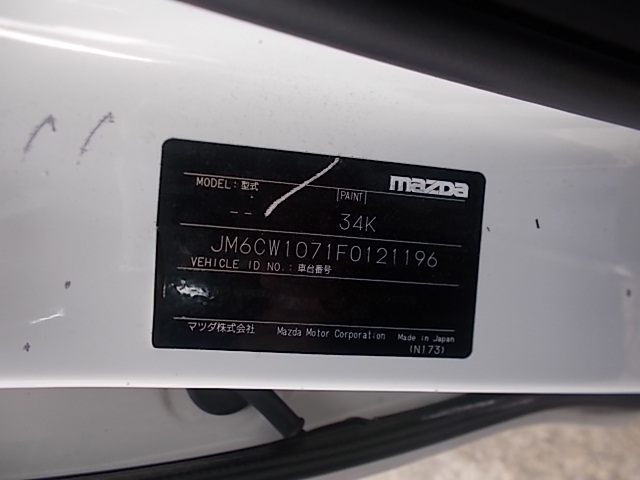 mazda
MODEL : 型式 PAINT
-- 34K
JM6CW1071F0121196
VEHICLE ID NO. : 車台番号
マツダ株式会社 Mazda Motor Corporation Made in Japan
(N173)